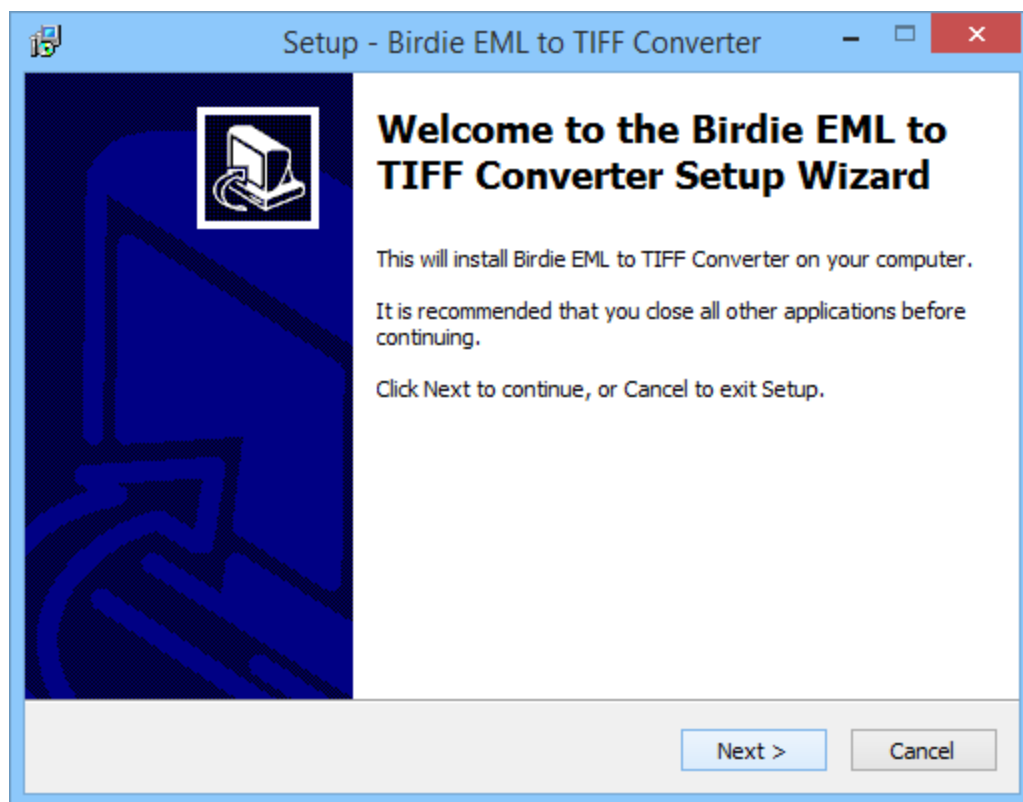 Setup - Birdie EML to TIFF Converter
Welcome to the Birdie EML to
TIFF Converter Setup Wizard
This will install Birdie EML to TIFF Converter on your computer.
It is recommended that you close all other applications before
continuing.
Click Next to continue, or Cancel to exit Setup.
Next >
Cancel